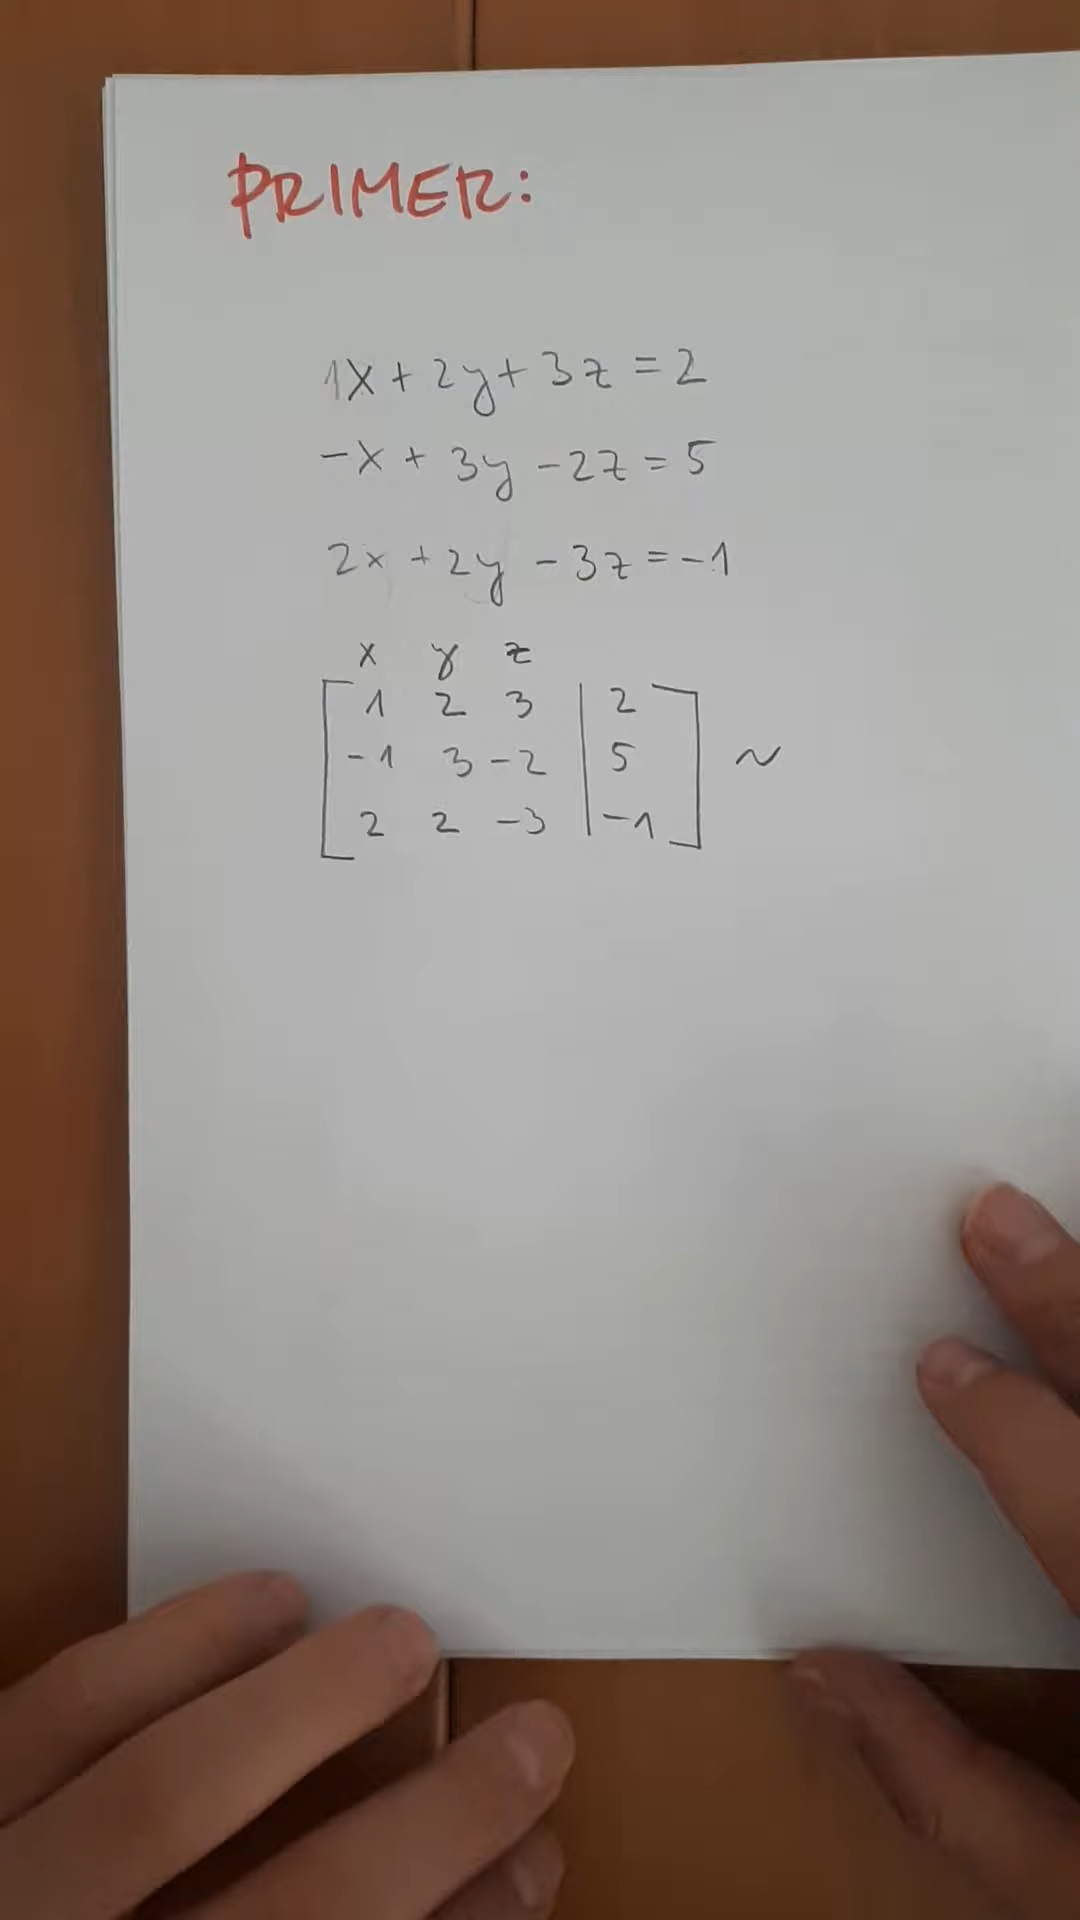 PRIMER:
1x + 2y + 3z = 2
-x + 3y - 2z = 5
2x + 2y - 3z = -1
x y z
1 2 3 | 2
-1 3 -2 | 5 ~
2 2 -3 | -1